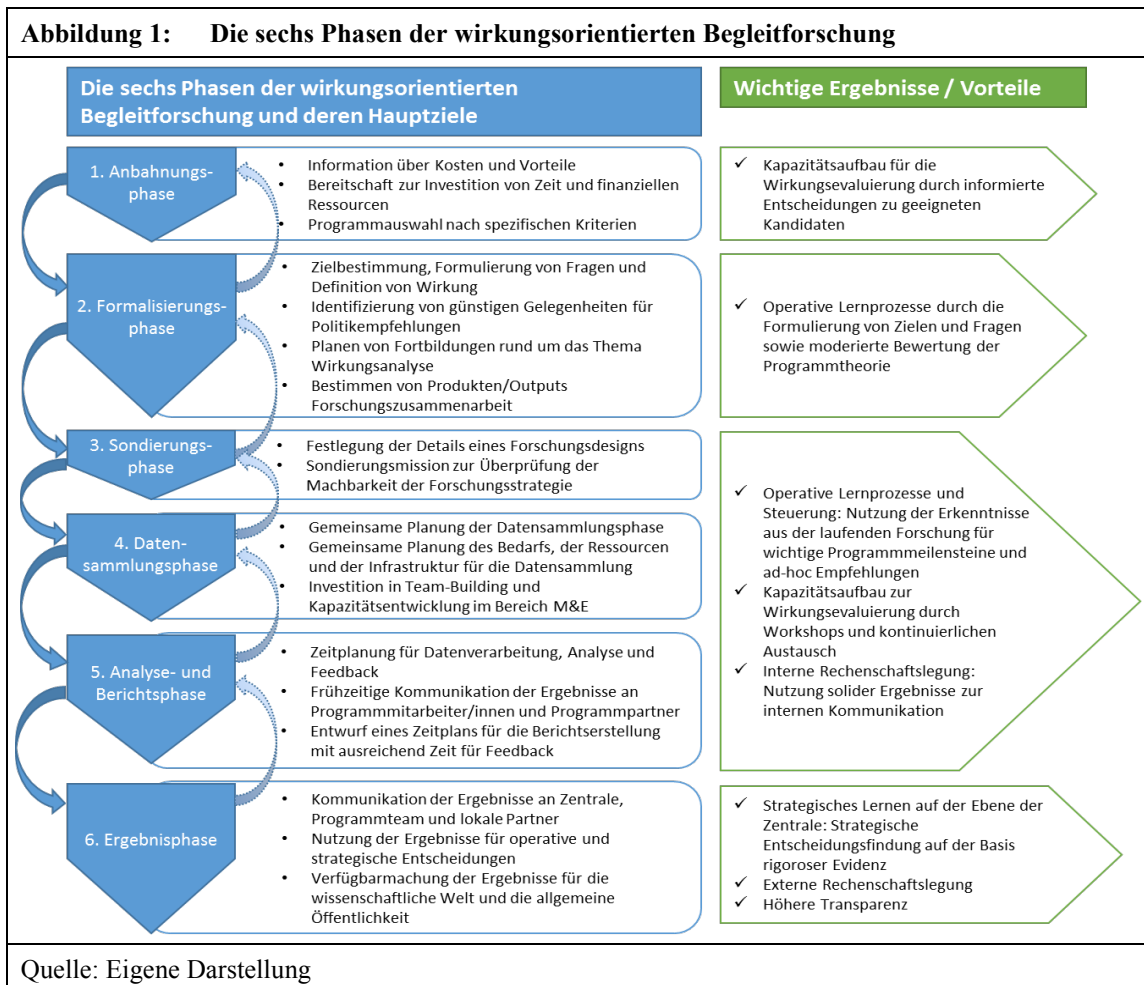 Abbildung 1: Die sechs Phasen der wirkungsorientierten Begleitforschung
Die sechs Phasen der wirkungsorientierten
Begleitforschung und deren Hauptziele
Wichtige Ergebnisse / Vorteile
1. Anbahnungs-
phase
• Information über Kosten und Vorteile
• Bereitschaft zur Investition von Zeit und finanziellen
Ressourcen
• Programmauswahl nach spezifischen Kriterien
✓ Kapazitätsaufbau für die
Wirkungsevaluierung durch informierte
Entscheidungen zu geeigneten
Kandidaten
2. Formalisierungs-
phase
• Zielbestimmung, Formulierung von Fragen und
Definition von Wirkung
• Identifizierung von günstigen Gelegenheiten für
Politikempfehlungen
• Planen von Fortbildungen rund um das Thema
Wirkungsanalyse
• Bestimmen von Produkten/Outputs
Forschungszusammenarbeit
✓ Operative Lernprozesse durch die
Formulierung von Zielen und Fragen
sowie moderierte Bewertung der
Programmtheorie
3. Sondierungs-
phase
• Festlegung der Details eines Forschungsdesigns
• Sondierungsmission zur Überprüfung der
Machbarkeit der Forschungsstrategie
4. Daten-
sammlungsphase
• Gemeinsame Planung der Datensammlungsphase
• Gemeinsame Planung des Bedarfs, der Ressourcen
und der Infrastruktur für die Datensammlung
• Investition in Team-Building und
Kapazitätsentwicklung im Bereich M&E
5. Analyse- und
Berichtsphase
• Zeitplanung für Datenverarbeitung, Analyse und
Feedback
• Frühzeitige Kommunikation der Ergebnisse an
Programmmitarbeiter/innen und Programmpartner
• Entwurf eines Zeitplans für die Berichtserstellung
mit ausreichend Zeit für Feedback
✓ Operative Lernprozesse und
Steuerung: Nutzung der Erkenntnisse
aus der laufenden Forschung für
wichtige Programmmeilensteine und
ad-hoc Empfehlungen
✓ Kapazitätsaufbau zur
Wirkungsevaluierung durch
Workshops und kontinuierlichen
Austausch
✓ Interne Rechenschaftslegung:
Nutzung solider Ergebnisse zur
internen Kommunikation
6. Ergebnisphase
• Kommunikation der Ergebnisse an Zentrale,
Programmteam und lokale Partner
• Nutzung der Ergebnisse für operative und
strategische Entscheidungen
• Verfügbarmachung der Ergebnisse für die
wissenschaftliche Welt und die allgemeine
Öffentlichkeit
✓ Strategisches Lernen auf der Ebene der
Zentrale: Strategische
Entscheidungsfindung auf der Basis
rigoroser Evidenz
✓ Externe Rechenschaftslegung
✓ Höhere Transparenz
Quelle: Eigene Darstellung